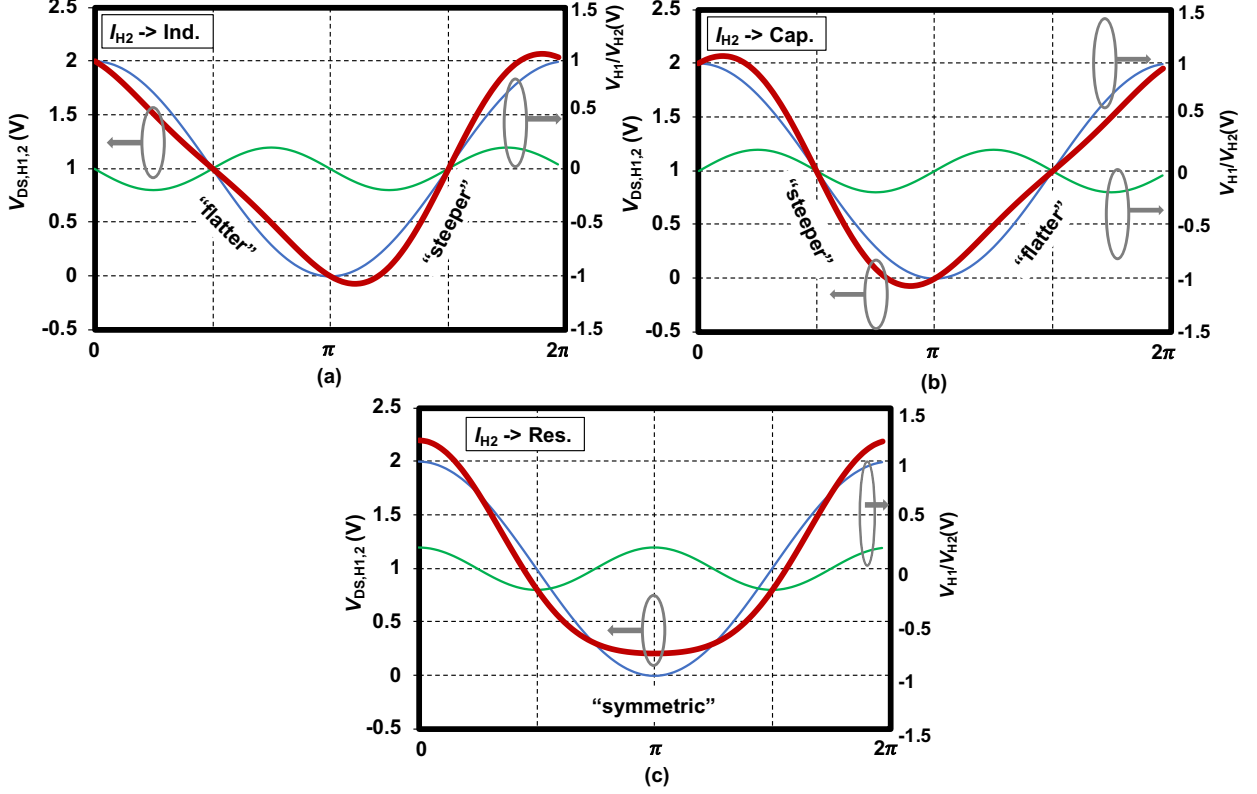 I_H2 -> Ind.
V_DS,H1,2 (V)
2.5
2
1.5
1
0.5
0
-0.5
"flatter"
"steeper"
1.5
1
0.5
0
-0.5
-1
-1.5
V_H1/V_H2(V)
0
π
2π
(a)
I_H2 -> Cap.
V_DS,H1,2 (V)
2.5
2
1.5
1
0.5
0
-0.5
"steeper"
"flatter"
1.5
1
0.5
0
-0.5
-1
-1.5
V_H1/V_H2(V)
0
π
2π
(b)
I_H2 -> Res.
V_DS,H1,2 (V)
2.5
2
1.5
1
0.5
0
-0.5
"symmetric"
1.5
1
0.5
0
-0.5
-1
-1.5
V_H1/V_H2(V)
0
π
2π
(c)